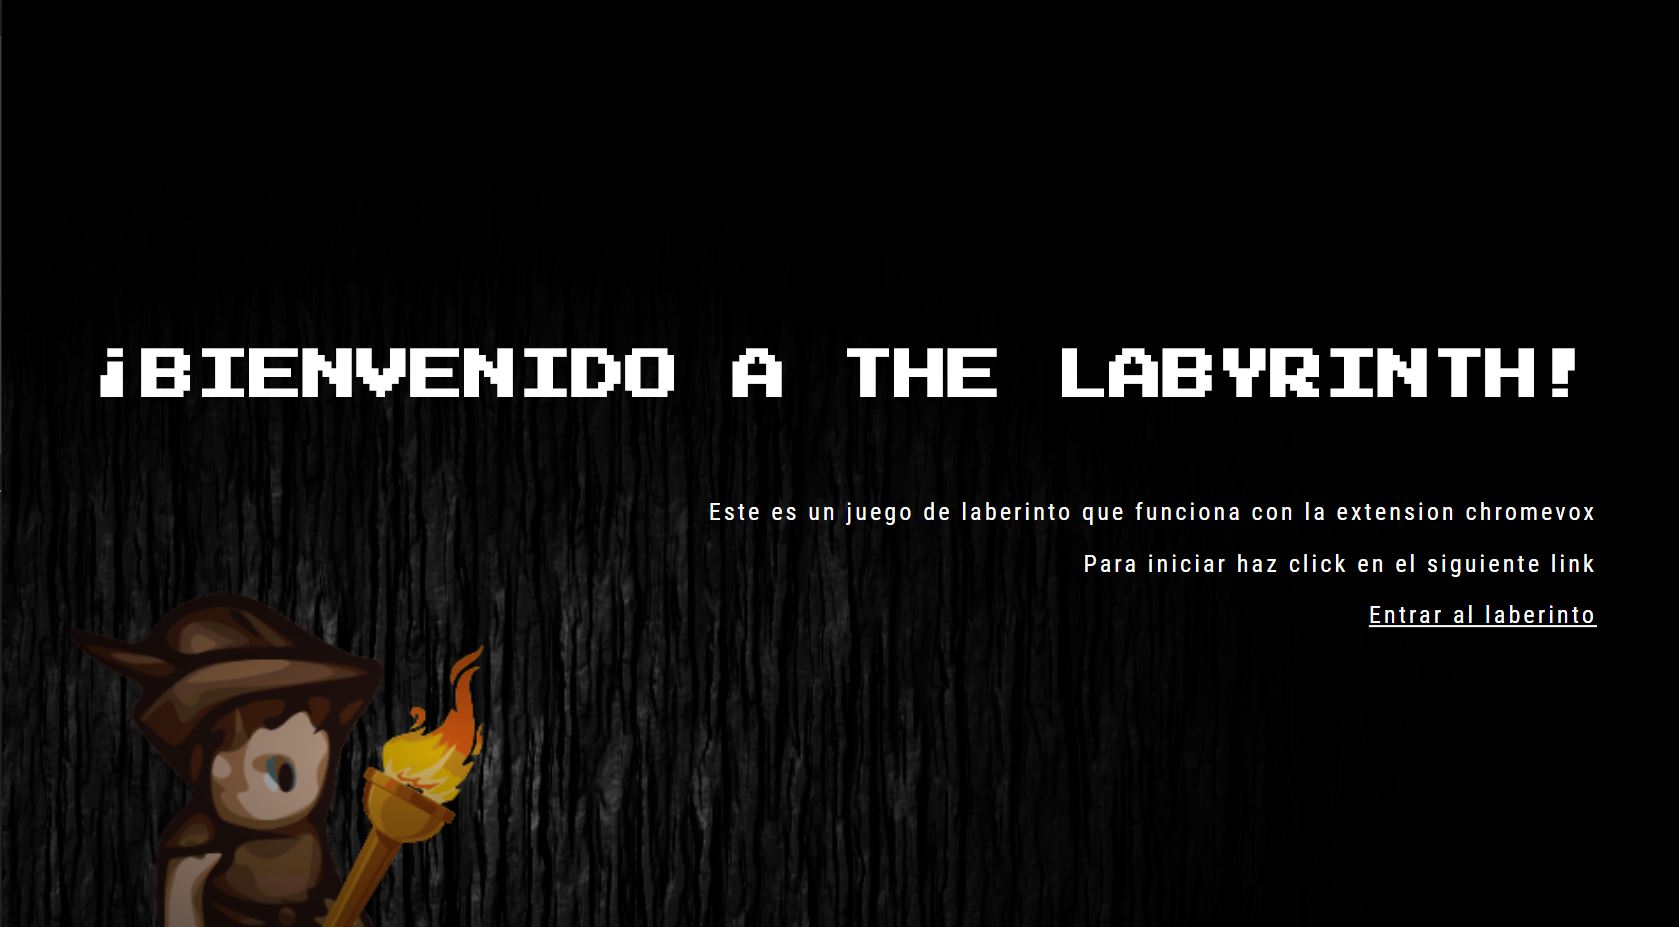 ¡BIENVENIDO A THE LABYRINTH!
Este es un juego de laberinto que funciona con la extension chromevox
Para iniciar haz click en el siguiente link
Entrar al laberinto